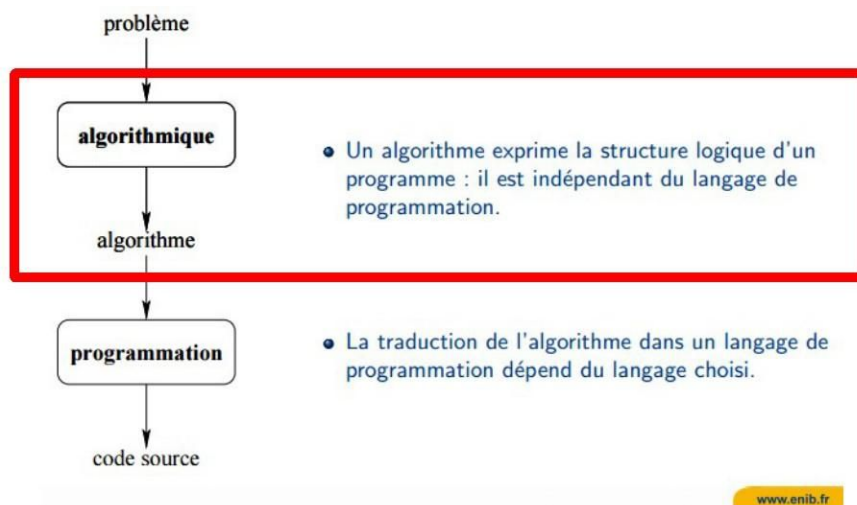 problème
algorithmique
• Un algorithme exprime la structure logique d'un
programme : il est indépendant du langage de
programmation.
algorithme
programmation
• La traduction de l'algorithme dans un langage de
programmation dépend du langage choisi.
code source
www.enib.fr